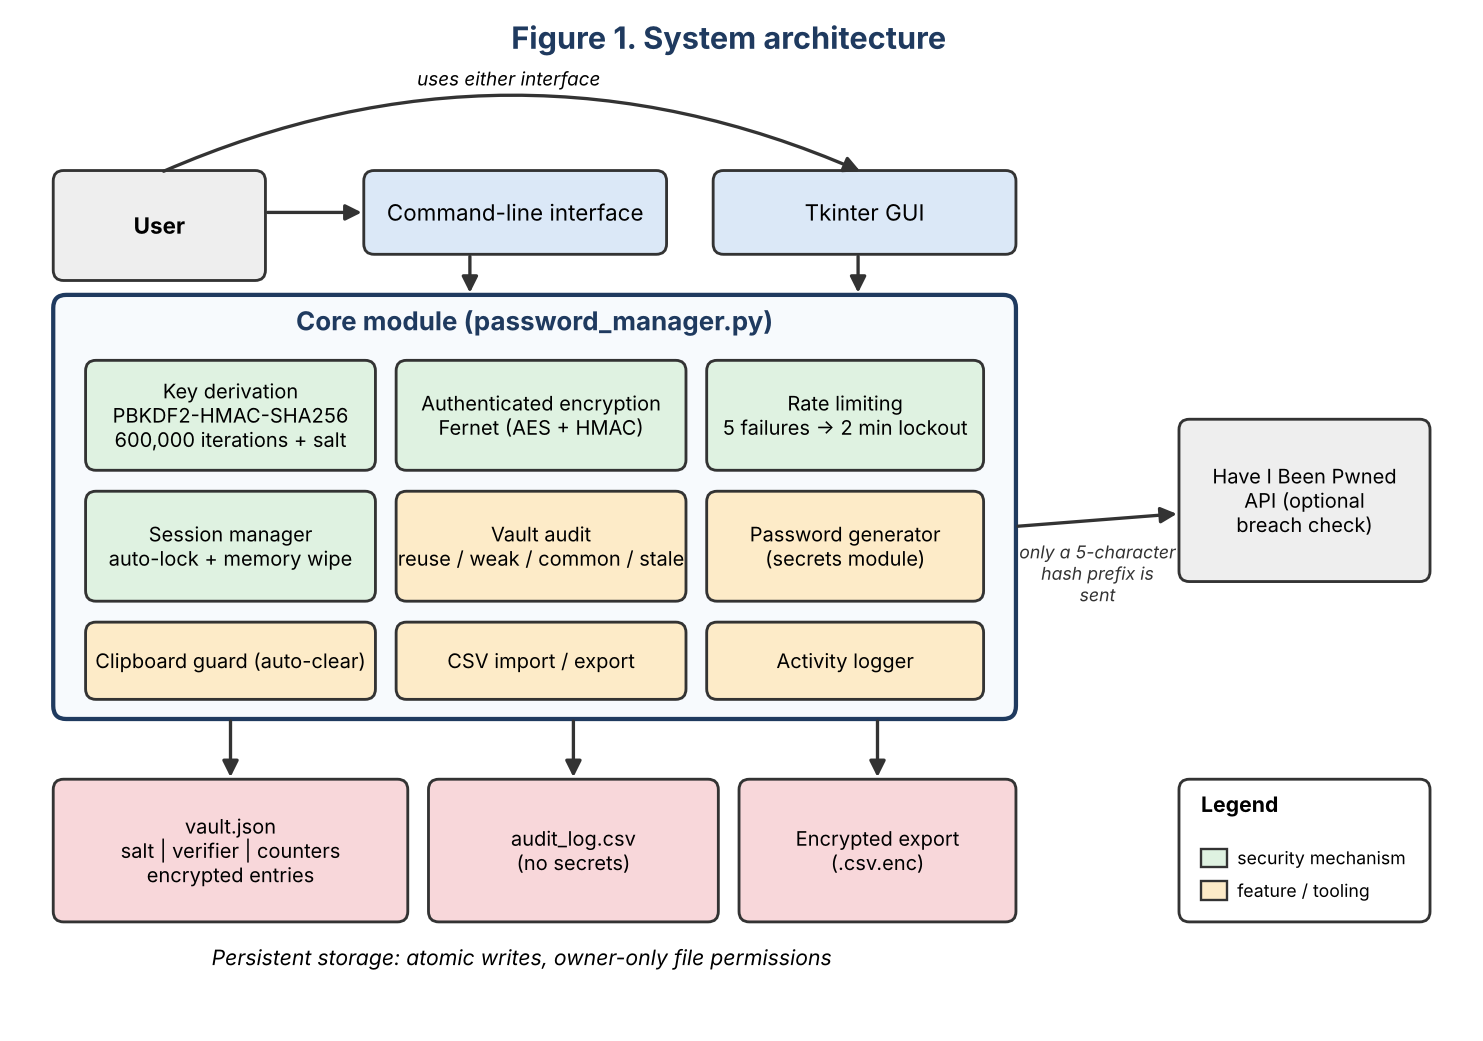 Figure 1. System architecture
uses either interface
User
Command-line interface
Tkinter GUI
Core module (password_manager.py)
Key derivation
PBKDF2-HMAC-SHA256
600,000 iterations + salt
Authenticated encryption
Fernet (AES + HMAC)
Rate limiting
5 failures → 2 min lockout
Session manager
auto-lock + memory wipe
Vault audit
reuse / weak / common / stale
Password generator
(secrets module)
Clipboard guard (auto-clear)
CSV import / export
Activity logger
Have I Been Pwned
API (optional
breach check)
only a 5-character
hash prefix is
sent
vault.json
salt | verifier | counters
encrypted entries
audit_log.csv
(no secrets)
Encrypted export
(.csv.enc)
Legend
security mechanism
feature / tooling
Persistent storage: atomic writes, owner-only file permissions